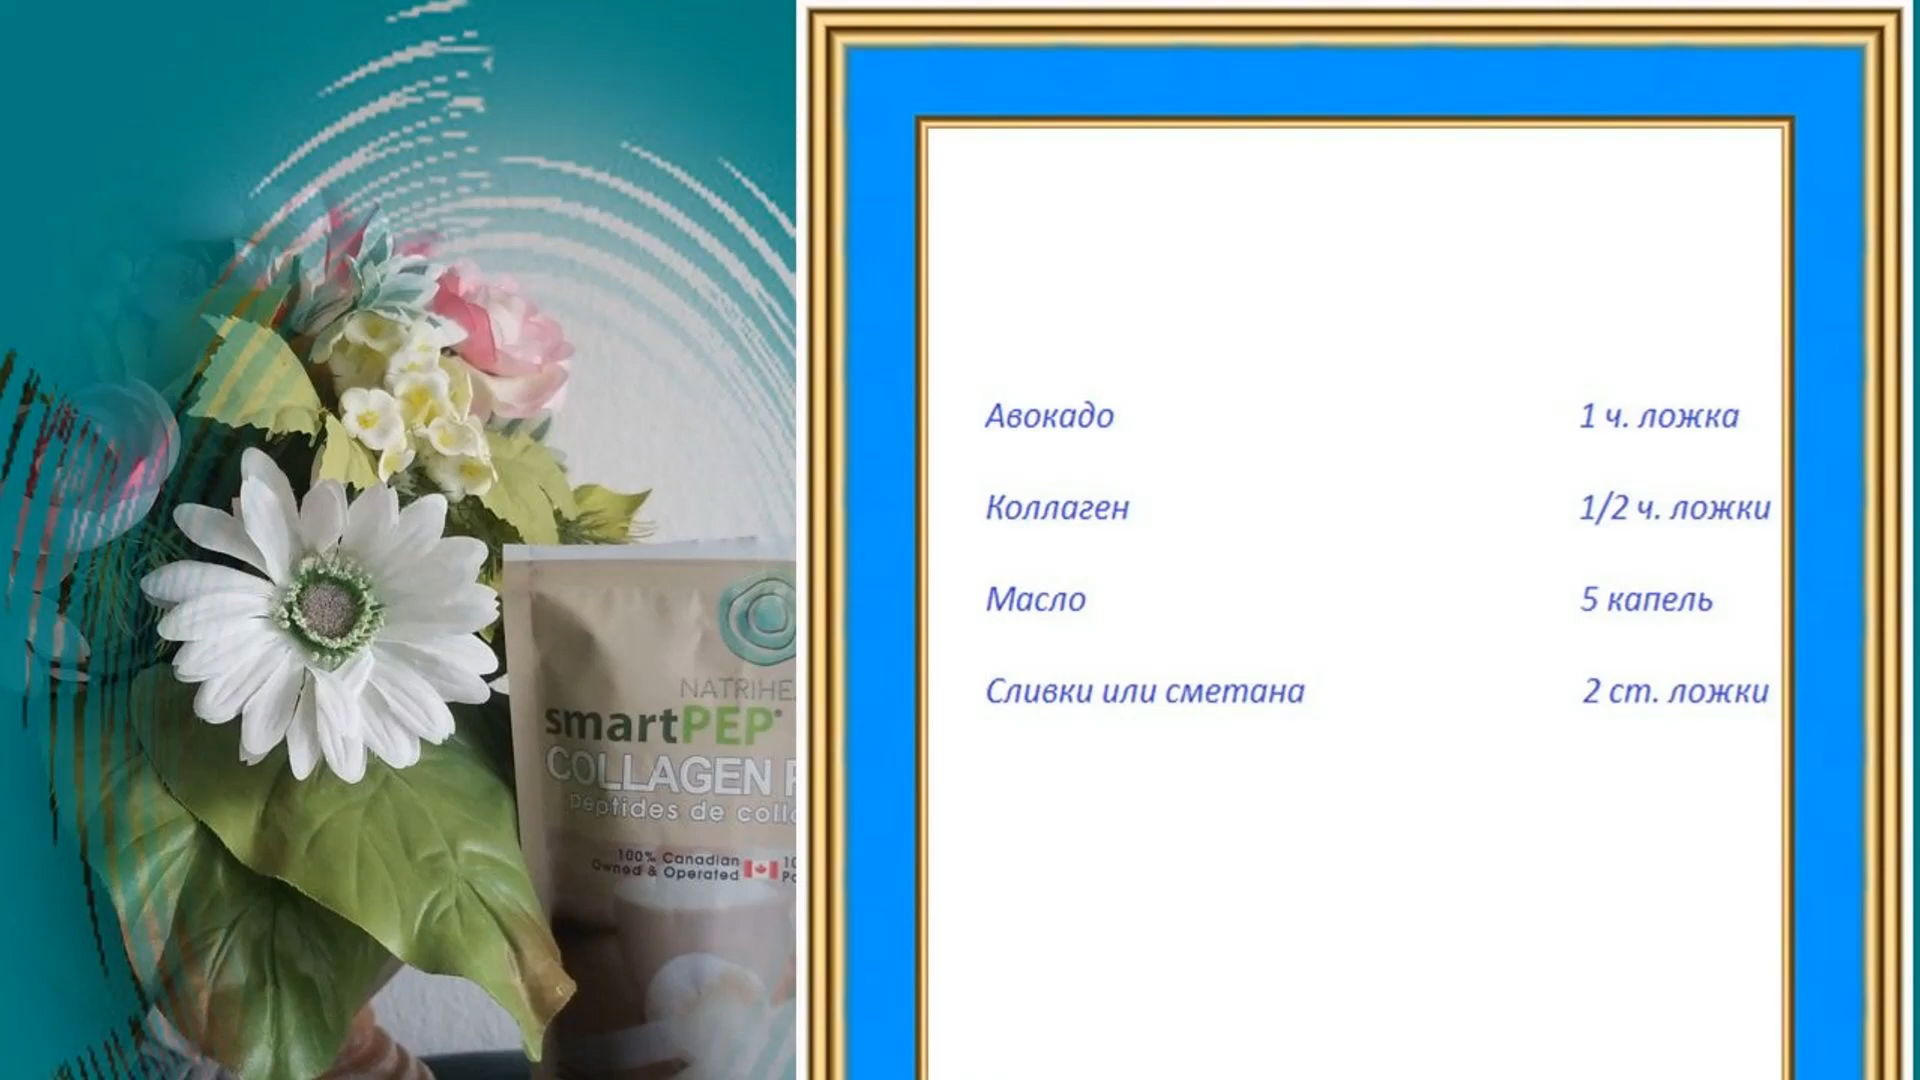 NATRIHE
smartPEP®
COLLAGEN
peptides de coll
100% Canadian
Owned & Operated
Авокадо 1 ч. ложка
Коллаген 1/2 ч. ложки
Масло 5 капель
Сливки или сметана 2 ст. ложки